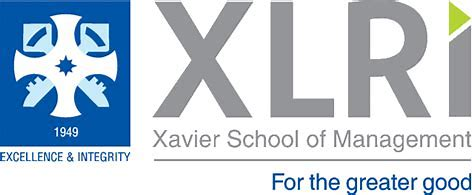 1949
EXCELLENCE & INTEGRITY
XLRi
Xavier School of Management
For the greater good